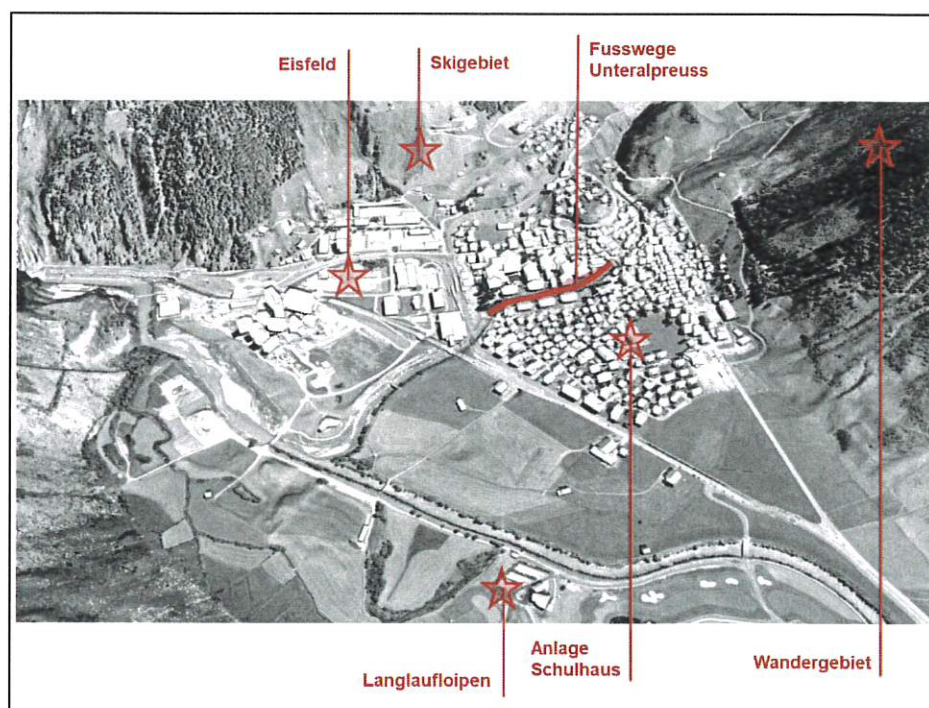 Eisfeld
Skigebiet
Fusswege
Unteralpreuss
Langlaufloipen
Anlage
Schulhaus
Wandergebiet